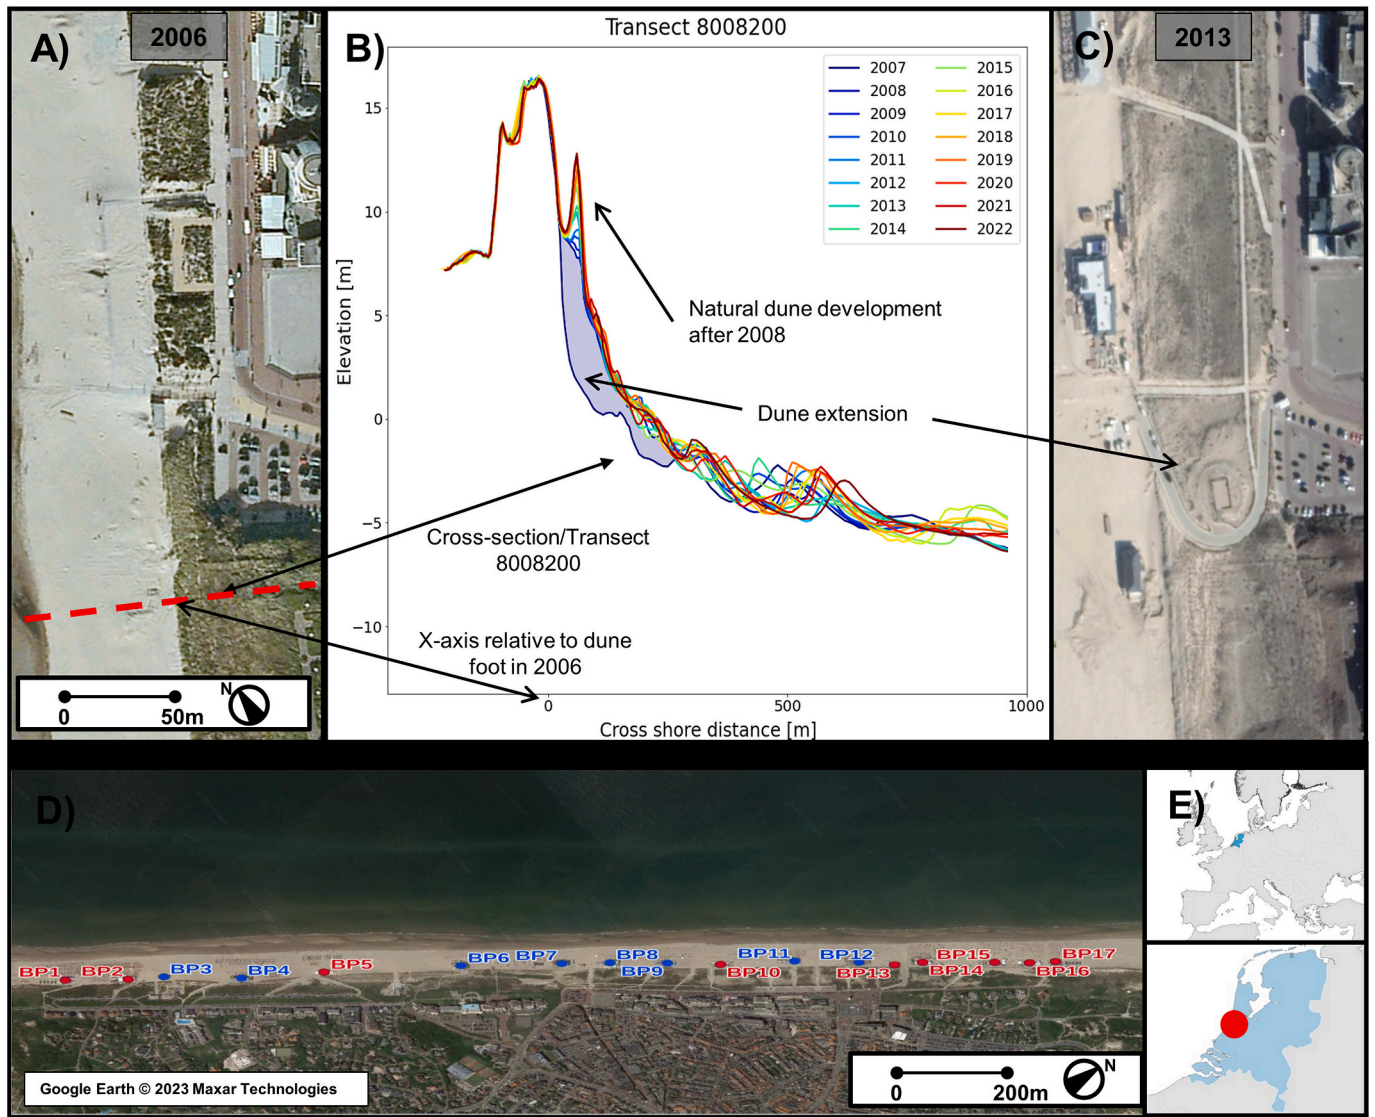 A)
2006
N
0
50m
B)
Transect 8008200
Elevation [m]
15
10
5
0
−5
−10
0
500
1000
Cross shore distance [m]
2007
2008
2009
2010
2011
2012
2013
2014
2015
2016
2017
2018
2019
2020
2021
2022
Natural dune development
after 2008
Dune extension
Cross-section/Transect
8008200
X-axis relative to dune
foot in 2006
C)
2013
D)
BP1
BP2
BP3
BP4
BP5
BP6
BP7
BP8
BP9
BP10
BP11
BP12
BP13
BP14
BP15
BP16
BP17
Google Earth © 2023 Maxar Technologies
0
200m
N
E)